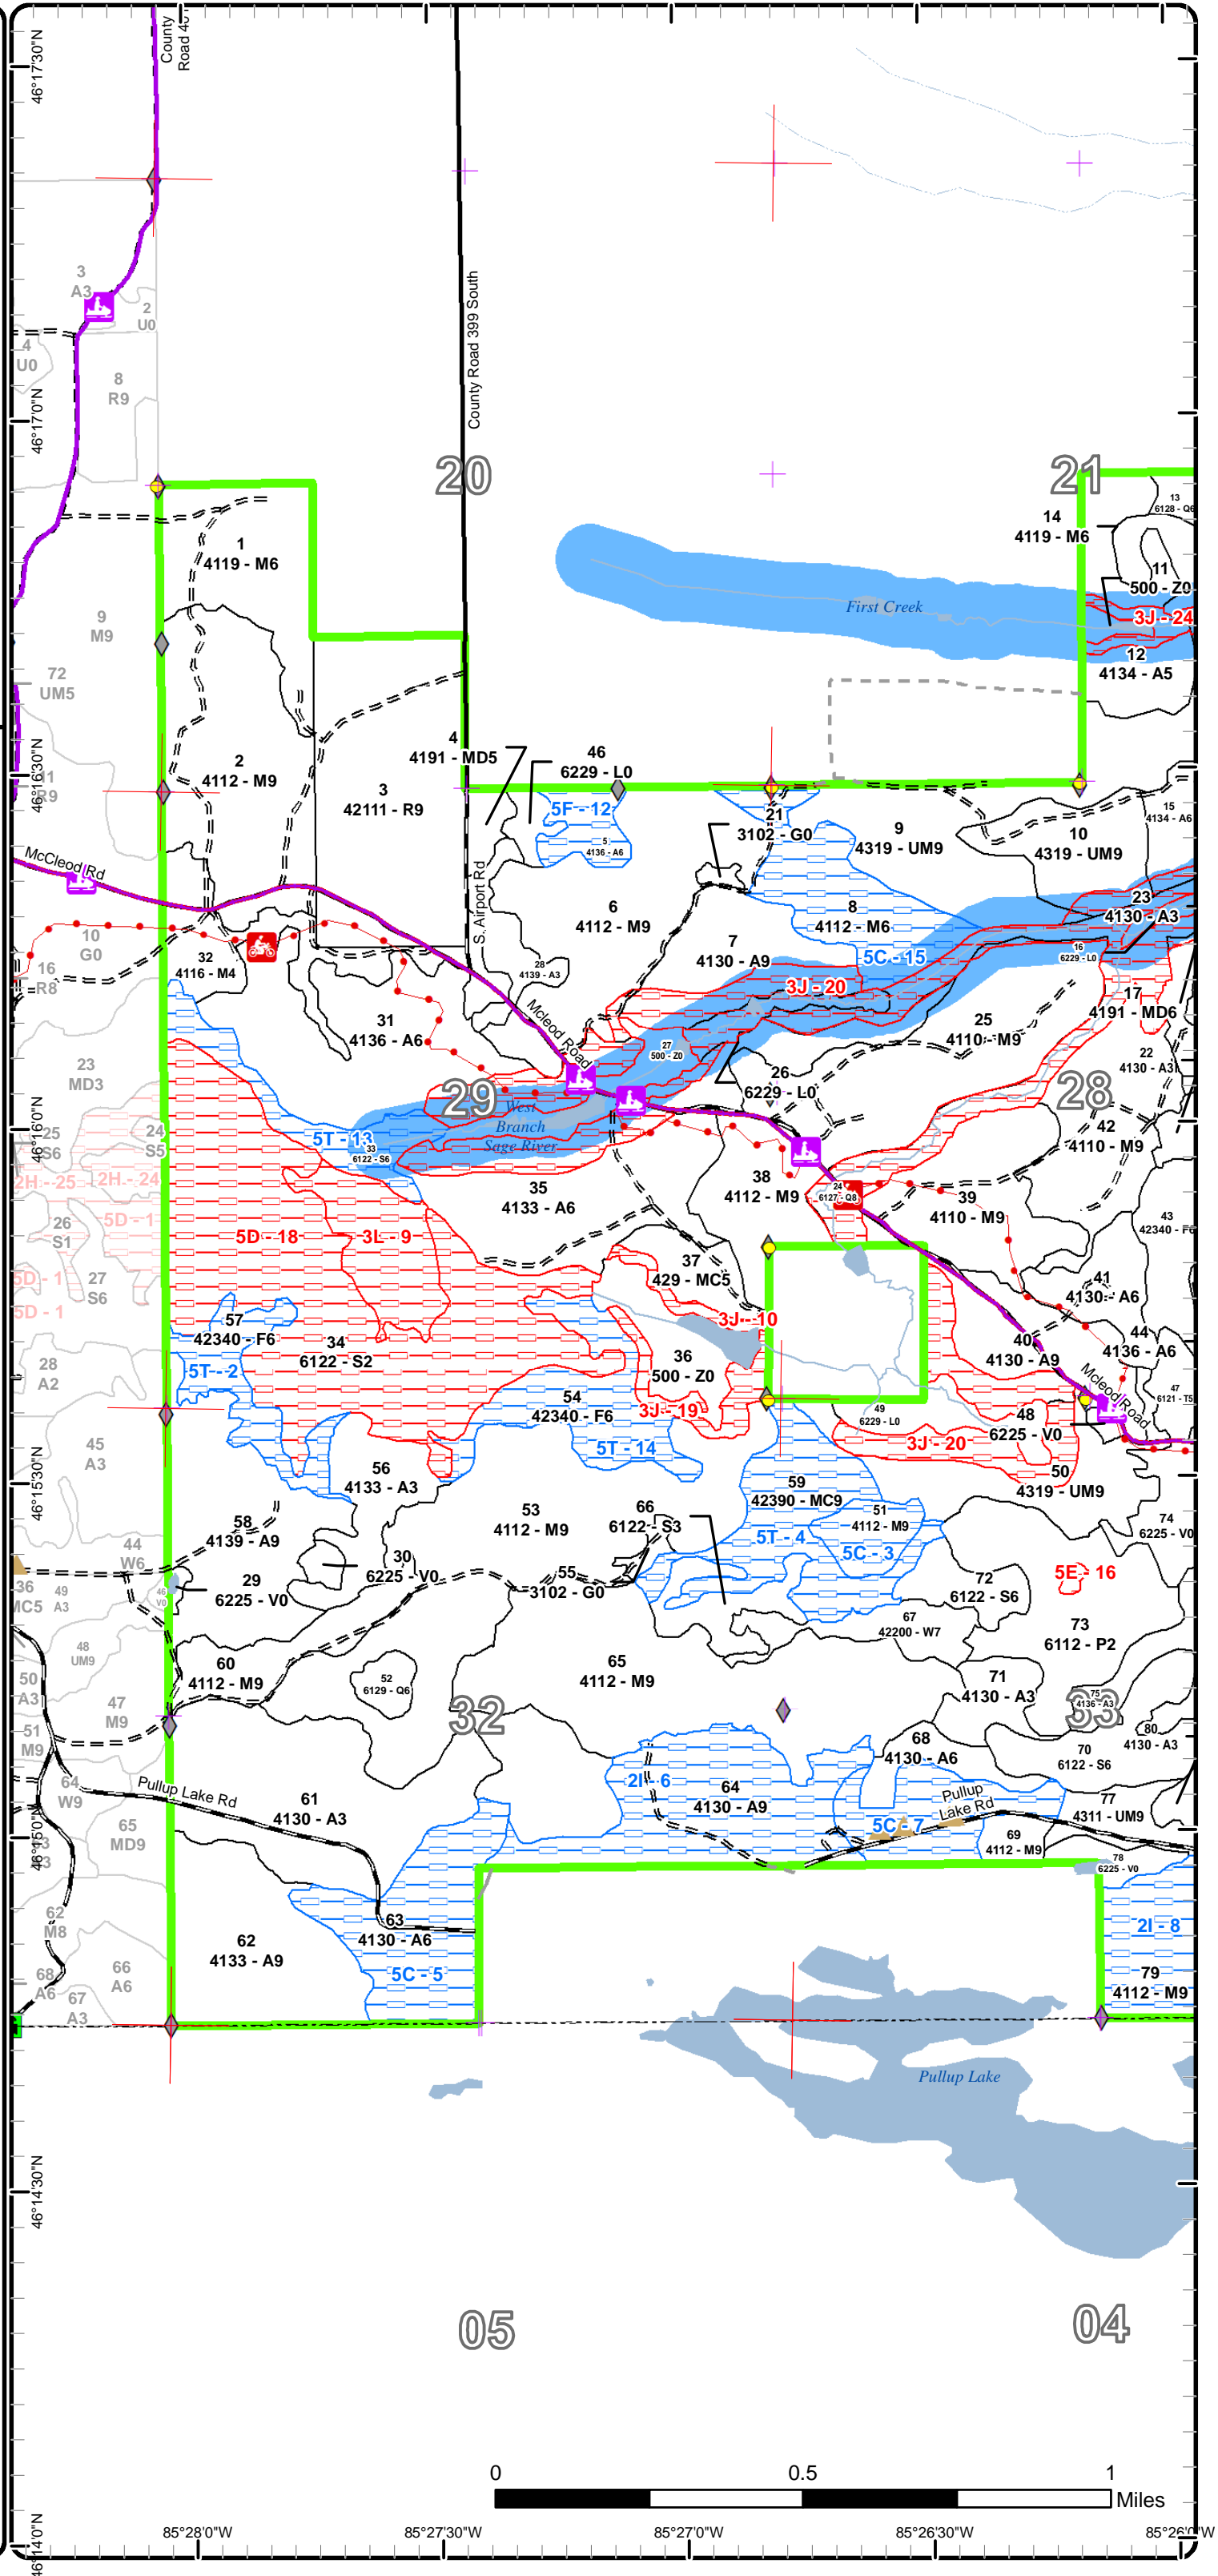 County
Road 401
46°17'30"N
3
A3
2
U0
4
U0
8
R9
County Road 399 South
46°17'0"N
20
21
13
6128 - Q6
14
4119 - M6
1
4119 - M6
11
500 - Z0
First Creek
3J - 24
12
4134 - A5
9
M9
72
UM5
4
4191 - MD5
46
6229 - L0
2
4112 - M9
3
42111 - R9
46°16'30"N
R9
5F - 12
5
4136 - A6
21
3102 - G0
9
4319 - UM9
10
4319 - UM9
15
4134 - A6
McCleod Rd
S. Airport Rd
6
4112 - M9
8
4112 - M6
23
4130 - A3
10
G0
16
R8
32
4116 - M4
28
4139 - A3
7
4130 - A9
5C - 15
16
6229 - L0
3J - 20
17
4191 - MD6
31
4136 - A6
Mcleod Road
25
4110 - M9
27
500 - Z0
22
4130 - A3
23
MD3
26
6229 - L0
29
28
West
Branch
Sage River
46°16'0"N
25
S6
24
S5
5T - 13
33
6122 - S6
42
4110 - M9
2H - 25
2H - 24
35
4133 - A6
38
4112 - M9
24
6127 - Q8
39
4110 - M9
26
S1
5D - 1
43
42340 - F6
5D - 18
3L - 9
37
429 - MC5
5D - 1
27
S6
5D - 1
41
4130 - A6
57
42340 - F6
34
6122 - S2
3J - 10
40
4130 - A9
44
4136 - A6
28
A2
5T - 2
36
500 - Z0
Mcleod Road
54
42340 - F6
3J - 19
47
6121 - T5
49
6229 - L0
48
6225 - V0
45
A3
5T - 14
3J - 20
46°15'30"N
56
4133 - A3
59
42390 - MC9
50
4319 - UM9
53
4112 - M9
66
6122 - S3
51
4112 - M9
74
6225 - V0
58
4139 - A9
5T - 4
5C - 3
44
W6
30
6225 - V0
55
3102 - G0
5E - 16
36
MC5
49
A3
46
V0
29
6225 - V0
72
6122 - S6
67
42200 - W7
73
6112 - P2
48
UM9
60
4112 - M9
65
4112 - M9
52
6129 - Q6
50
A3
71
4130 - A3
47
M9
75
4136 - A3
32
33
51
M9
80
4130 - A3
68
4130 - A6
70
6122 - S6
64
W9
Pullup Lake Rd
61
4130 - A3
2I - 6
64
4130 - A9
Pullup
Lake Rd
77
4311 - UM9
46°15'0"N
65
MD9
5C - 7
69
4112 - M9
78
6225 - V0
62
M8
63
4130 - A6
2I - 8
62
4133 - A9
5C - 5
66
A6
68
A6
79
4112 - M9
67
A3
Pullup Lake
46°14'30"N
05
04
0
0.5
1
Miles
46°14'0"N
85°28'0"W
85°27'30"W
85°27'0"W
85°26'30"W
85°26'0"W